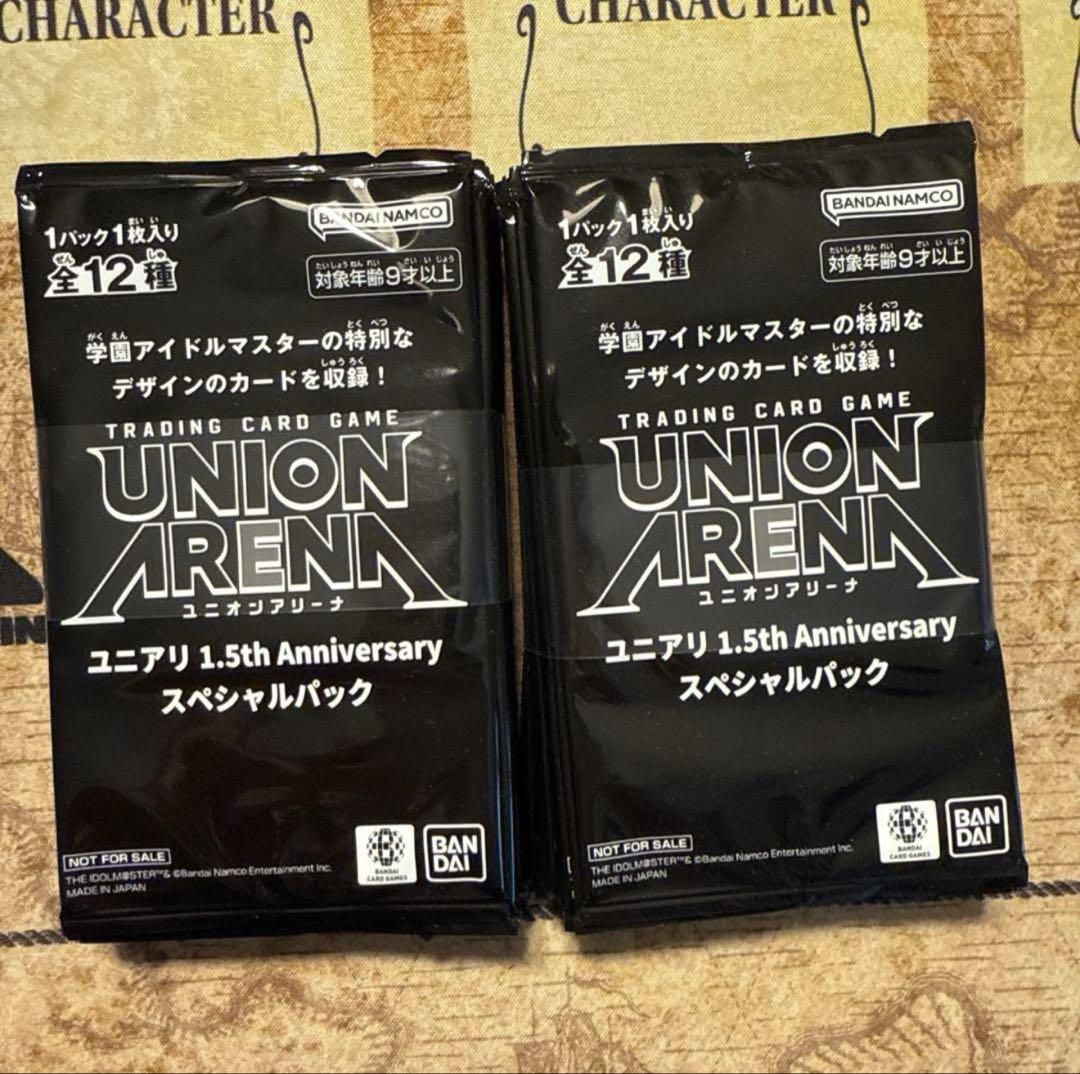 CHARACTER
CHARACTER
BANDAI NAMCO
1パック1枚入り
全12種
対象年齢9才以上
学園アイドルマスターの特別な
デザインのカードを収録！
TRADING CARD GAME
UNION
ARENA
ユニオンアリーナ
ユニアリ 1.5th Anniversary
スペシャルパック
NOT FOR SALE
THE IDOLM@STER™& ©Bandai Namco Entertainment Inc.
MADE IN JAPAN
BANDAI
CARD GAMES
BAN
DAI
BANDAI NAMCO
1パック1枚入り
全12種
対象年齢9才以上
学園アイドルマスターの特別な
デザインのカードを収録！
TRADING CARD GAME
UNION
ARENA
ユニオンアリーナ
ユニアリ 1.5th Anniversary
スペシャルパック
NOT FOR SALE
THE IDOLM@STER™& ©Bandai Namco Entertainment Inc.
MADE IN JAPAN
BANDAI
CARD GAMES
BAN
DAI